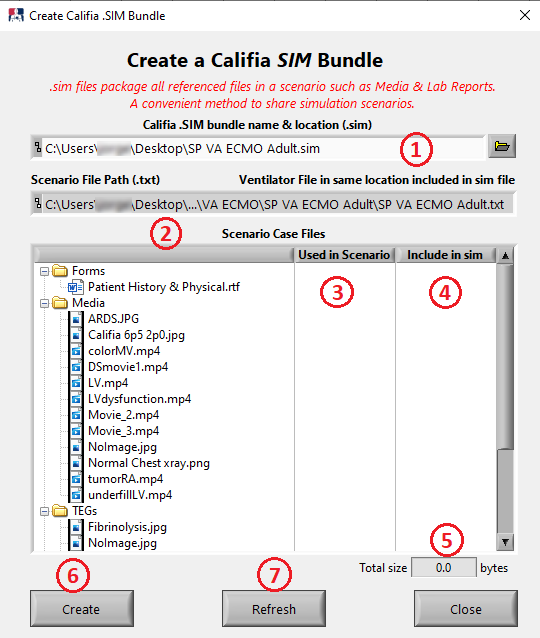 Create Califia .SIM Bundle
Create a Califia SIM Bundle
.sim files package all referenced files in a scenario such as Media & Lab Reports.
A convenient method to share simulation scenarios.
Califia .SIM bundle name & location (.sim)
C:\Users\ \Desktop\SP VA ECMO Adult.sim
1
Scenario File Path (.txt) Ventilator File in same location included in sim file
C:\Users\ \Desktop\...\VA ECMO\SP VA ECMO Adult\SP VA ECMO Adult.txt
2
Scenario Case Files
Used in Scenario Include in sim
3 4
Forms
Patient History & Physical.rtf
Media
ARDS.JPG
Califia 6p5 2p0.jpg
colorMV.mp4
DSmovie1.mp4
LV.mp4
LVdysfunction.mp4
Movie_2.mp4
Movie_3.mp4
NoImage.jpg
Normal Chest xray.png
tumorRA.mp4
underfillLV.mp4
TEGs
Fibrinolysis.jpg
NoImage.jpg
5
Total size 0.0 bytes
6 7
Create Refresh Close